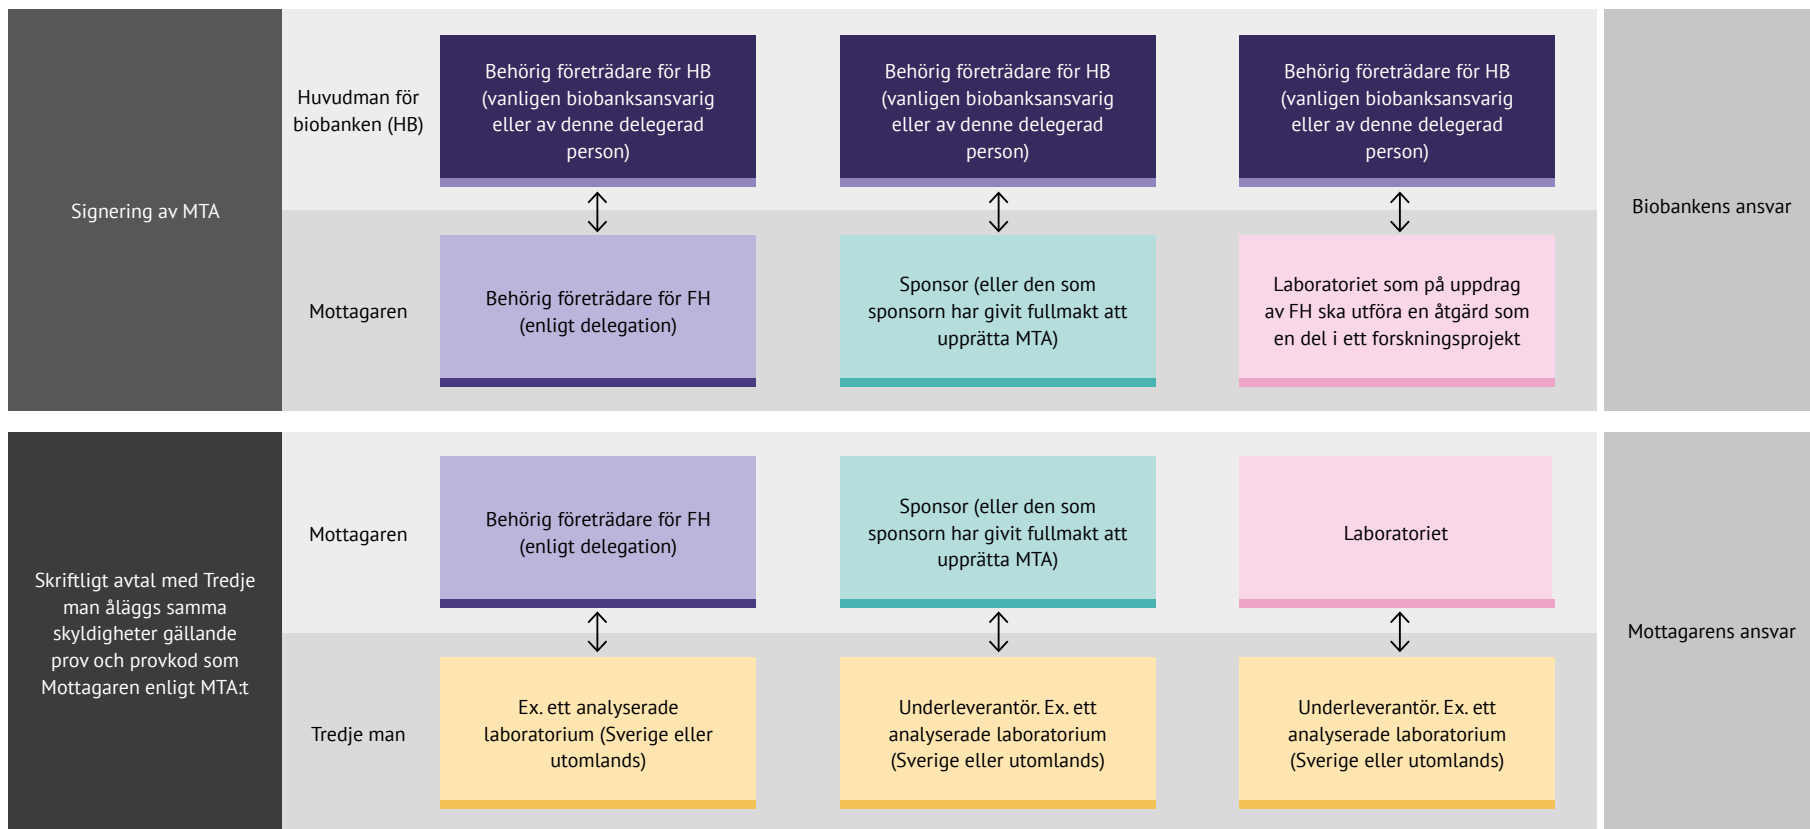 Signering av MTA
Huvudman för
biobanken (HB)
Behörig företrädare för HB
(vanligen biobanksansvarig
eller av denne delegerad
person)
Behörig företrädare för HB
(vanligen biobanksansvarig
eller av denne delegerad
person)
Behörig företrädare för HB
(vanligen biobanksansvarig
eller av denne delegerad
person)
Biobankens ansvar
Mottagaren
Behörig företrädare för FH
(enligt delegation)
Sponsor (eller den som
sponsorn har givit fullmakt att
upprätta MTA)
Laboratoriet som på uppdrag
av FH ska utföra en åtgärd som
en del i ett forskningsprojekt
Skriftligt avtal med Tredje
man åläggs samma
skyldigheter gällande
prov och provkod som
Mottagaren enligt MTA:t
Mottagaren
Behörig företrädare för FH
(enligt delegation)
Sponsor (eller den som
sponsorn har givit fullmakt att
upprätta MTA)
Laboratoriet
Mottagarens ansvar
Tredje man
Ex. ett analyserade
laboratorium (Sverige eller
utomlands)
Underleverantör. Ex. ett
analyserade laboratorium
(Sverige eller utomlands)
Underleverantör. Ex. ett
analyserade laboratorium
(Sverige eller utomlands)